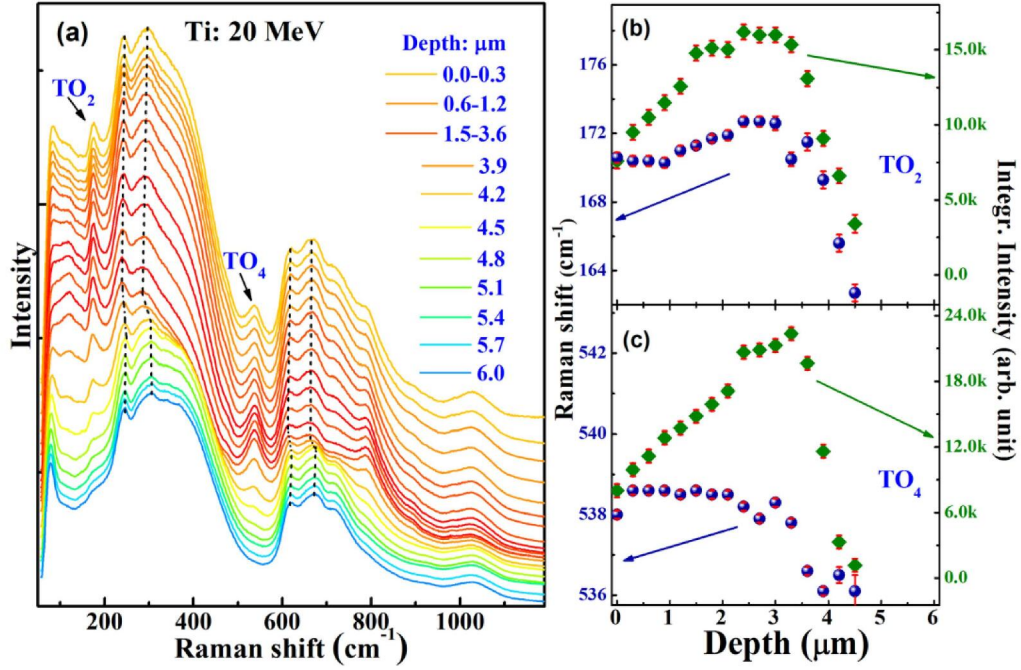 (a) Ti: 20 MeV
Depth: μm
0.0-0.3
0.6-1.2
1.5-3.6
3.9
4.2
4.5
4.8
5.1
5.4
5.7
6.0
TO2
TO4
Intensity
200 400 600 800 1000
Raman shift (cm-1)
(b)
178
176
172
168
164
TO2
15.0k
10.0k
5.0k
0.0
(c)
542
540
538
536
TO4
24.0k
18.0k
12.0k
6.0k
0.0
Raman shift (cm-1)
Integr. Intensity (arb. unit)
0 1 2 3 4 5 6
Depth (μm)